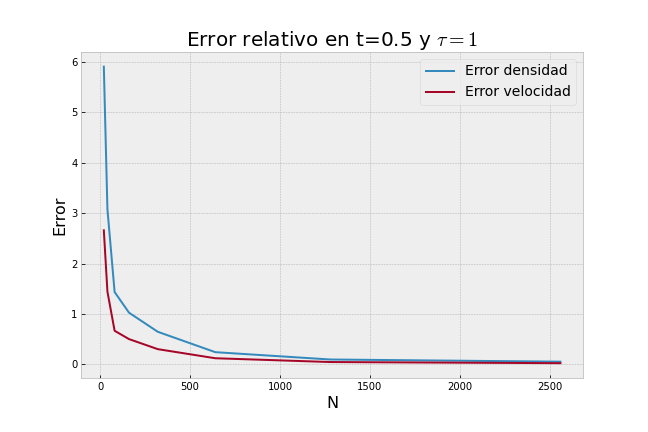 Error relativo en t=0.5 y τ = 1
Error densidad
Error velocidad
6
5
4
3
2
1
0
Error
0
500
1000
1500
2000
2500
N